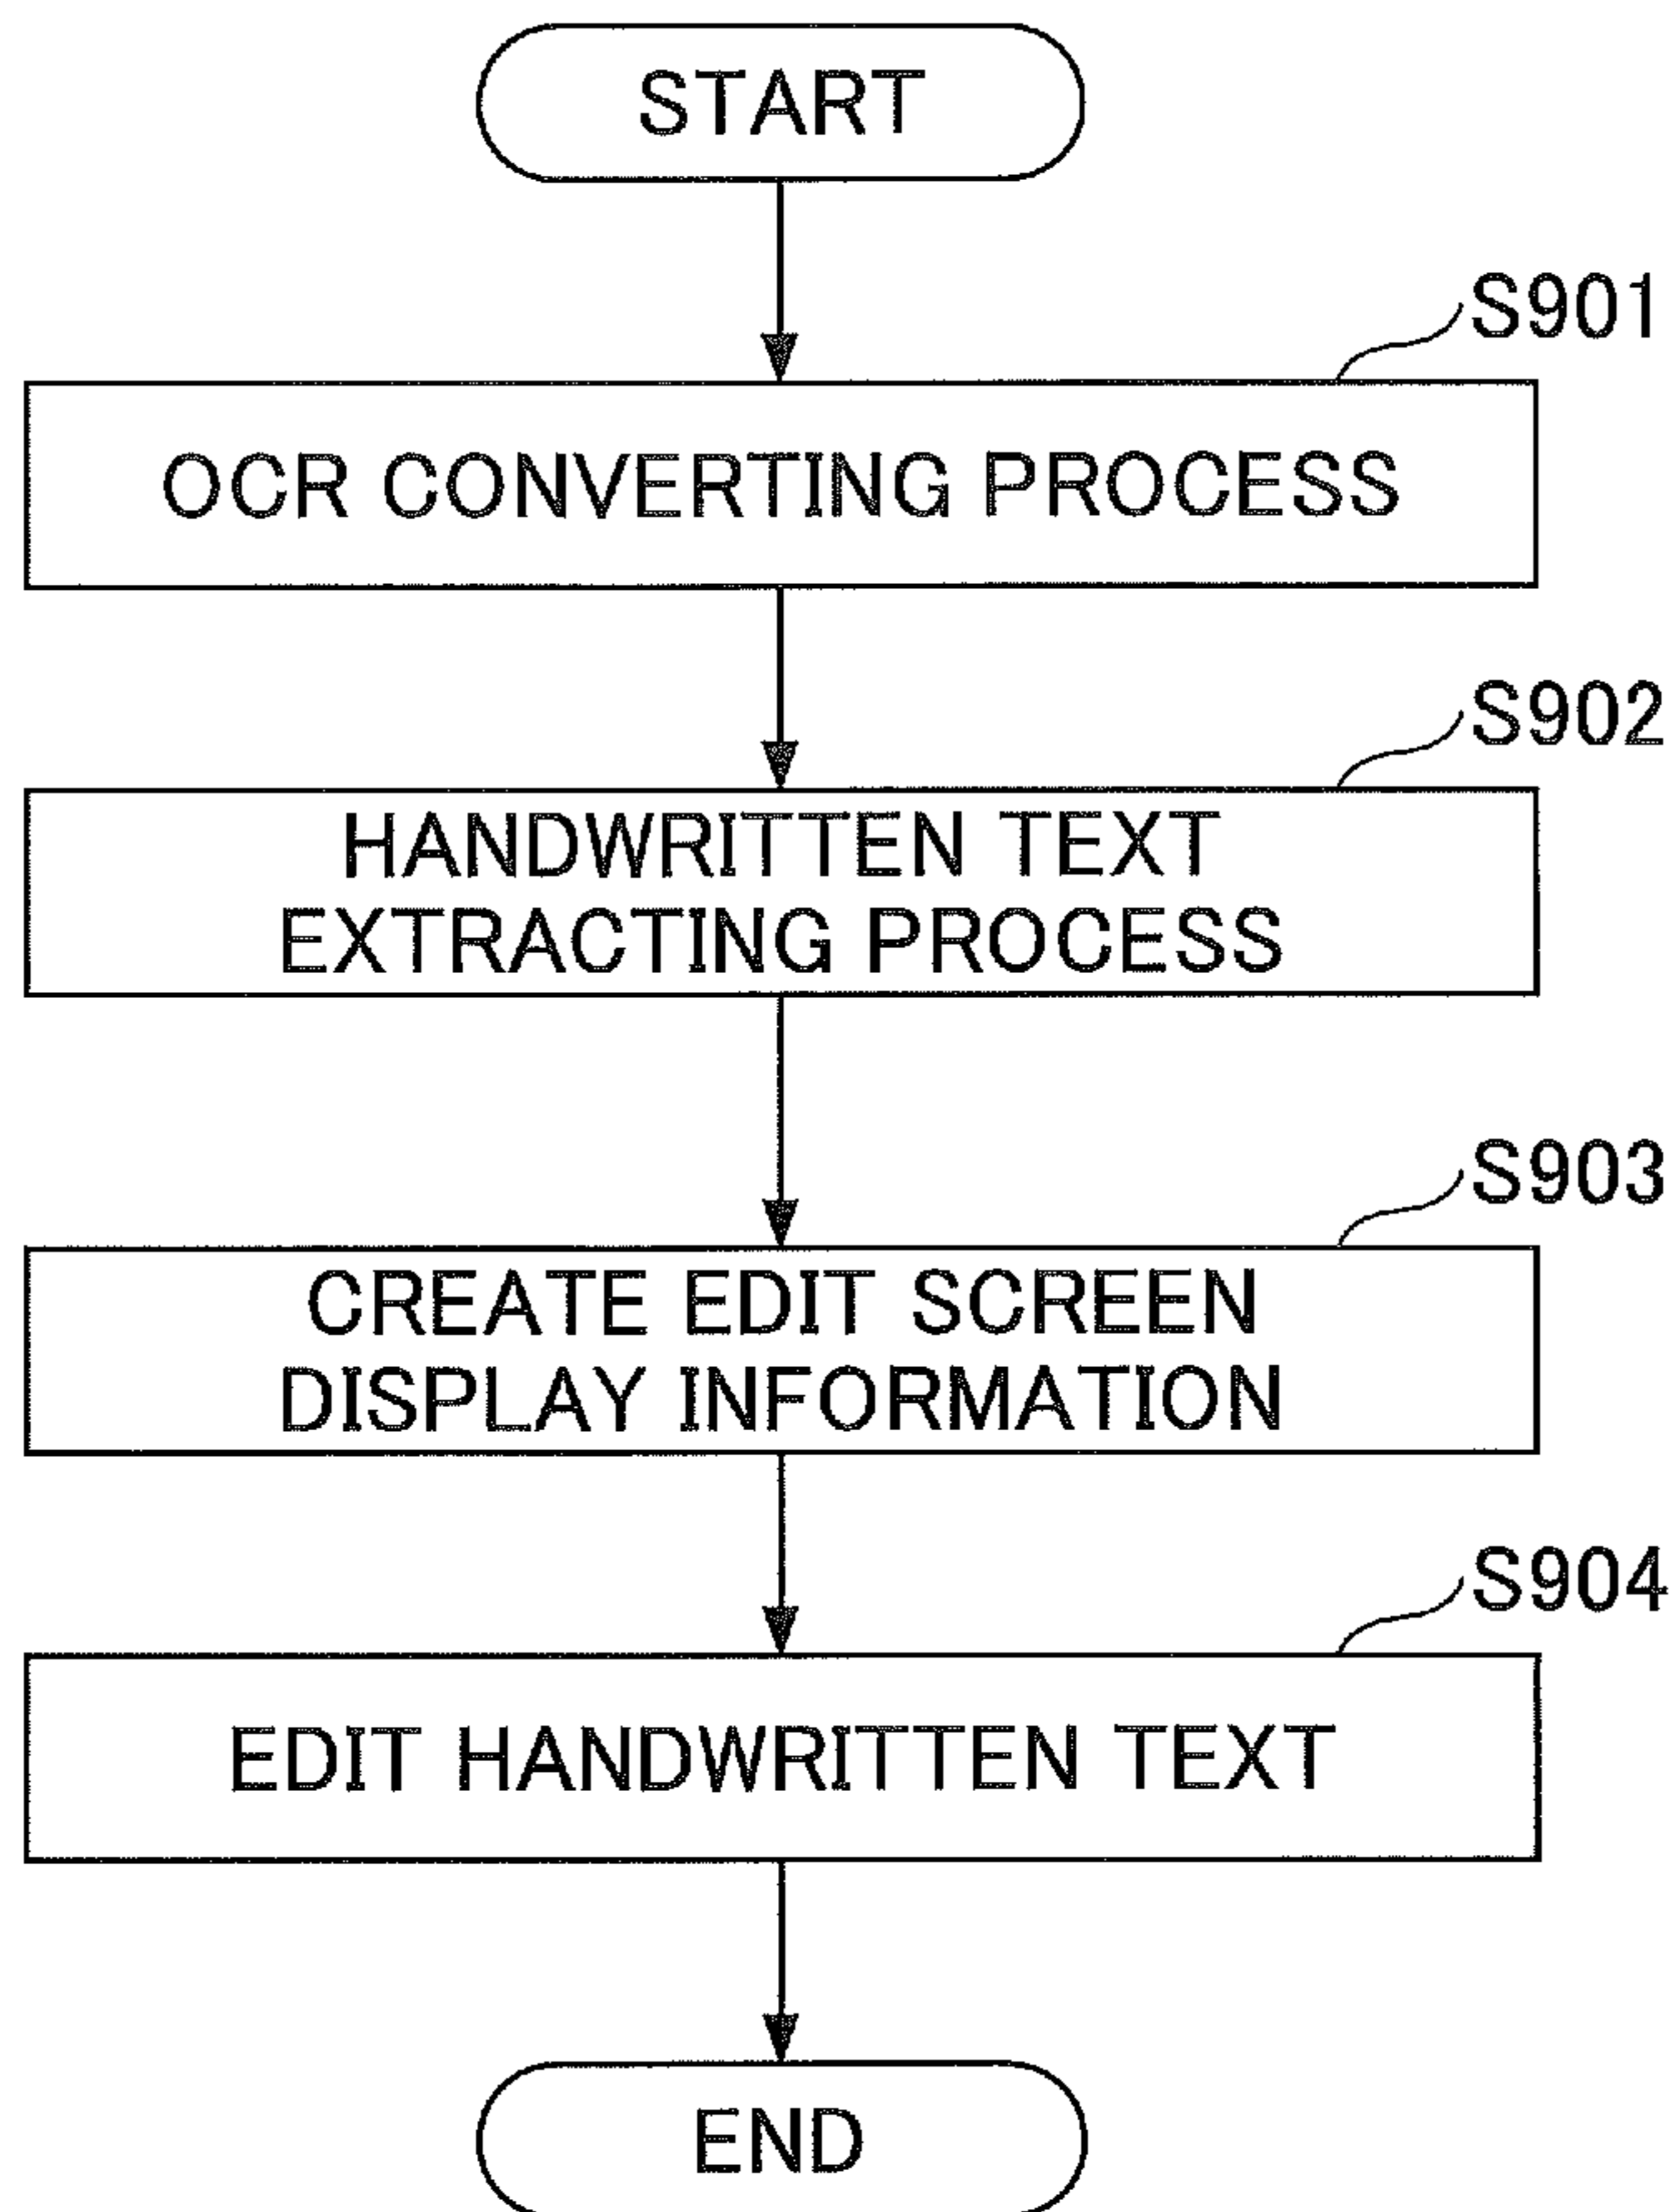 START
S901
OCR CONVERTING PROCESS
S902
HANDWRITTEN TEXT
EXTRACTING PROCESS
S903
CREATE EDIT SCREEN
DISPLAY INFORMATION
S904
EDIT HANDWRITTEN TEXT
END